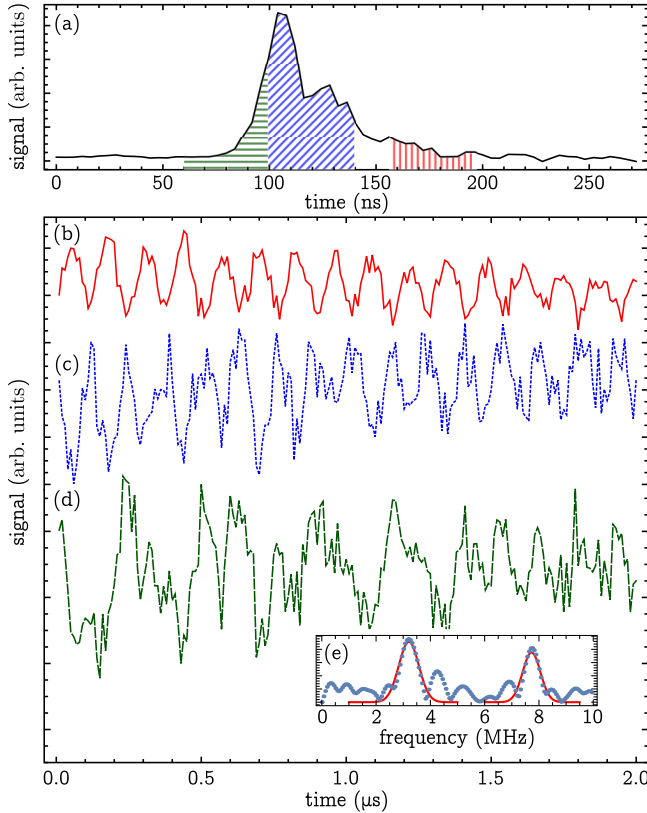 (a)
signal (arb. units)
0 50 100 150 200 250
time (ns)
(b)
(c)
(d)
signal (arb. units)
(e)
0 2 4 6 8 10
frequency (MHz)
0.0 0.5 1.0 1.5 2.0
time (μs)